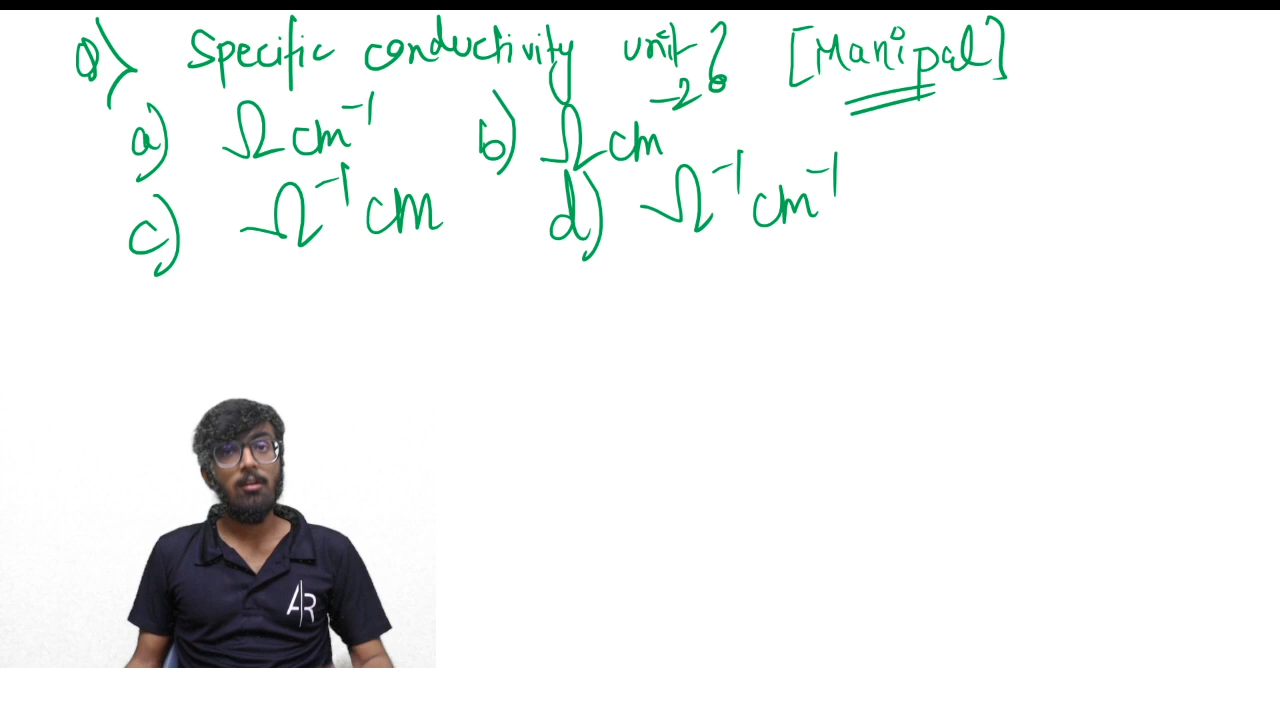 Q> Specific conductivity unit? [Manipal]
a) Ω cm⁻¹ b) Ω cm⁻²
c) Ω⁻¹ cm d) Ω⁻¹ cm⁻¹
AR